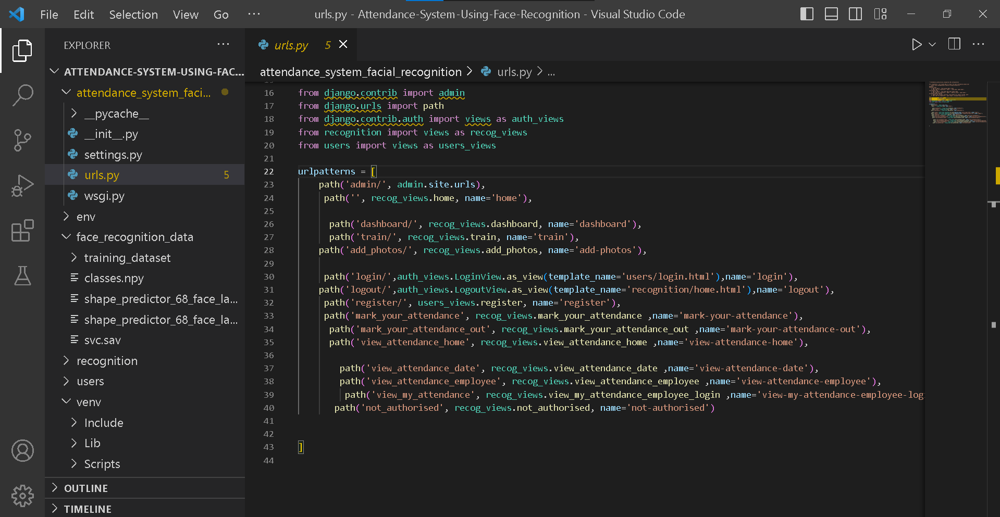 File Edit Selection View Go ··· urls.py - Attendance-System-Using-Face-Recognition - Visual Studio Code
EXPLORER ···
ATTENDANCE-SYSTEM-USING-FAC...
attendance_system_faci...
__pycache__
__init__.py
settings.py
urls.py 5
wsgi.py
env
face_recognition_data
training_dataset
classes.npy
shape_predictor_68_face_la...
shape_predictor_68_face_la...
svc.sav
recognition
users
venv
Include
Lib
Scripts
OUTLINE
TIMELINE
urls.py 5
attendance_system_facial_recognition > urls.py > ...
16 from django.contrib import admin
17 from django.urls import path
18 from django.contrib.auth import views as auth_views
19 from recognition import views as recog_views
20 from users import views as users_views
21
22 urlpatterns = [
23 path('admin/', admin.site.urls),
24 path('', recog_views.home, name='home'),
25
26 path('dashboard/', recog_views.dashboard, name='dashboard'),
27 path('train/', recog_views.train, name='train'),
28 path('add_photos/', recog_views.add_photos, name='add-photos'),
29
30 path('login/',auth_views.LoginView.as_view(template_name='users/login.html'),name='login'),
31 path('logout/',auth_views.LogoutView.as_view(template_name='recognition/home.html'),name='logout'),
32 path('register/', users_views.register, name='register'),
33 path('mark_your_attendance', recog_views.mark_your_attendance ,name='mark-your-attendance'),
34 path('mark_your_attendance_out', recog_views.mark_your_attendance_out ,name='mark-your-attendance-out'),
35 path('view_attendance_home', recog_views.view_attendance_home ,name='view-attendance-home'),
36
37 path('view_attendance_date', recog_views.view_attendance_date ,name='view-attendance-date'),
38 path('view_attendance_employee', recog_views.view_attendance_employee ,name='view-attendance-employee'),
39 path('view_my_attendance', recog_views.view_my_attendance_employee_login ,name='view-my-attendance-employee-log
40 path('not_authorised', recog_views.not_authorised, name='not-authorised')
41
42
43 ]
44